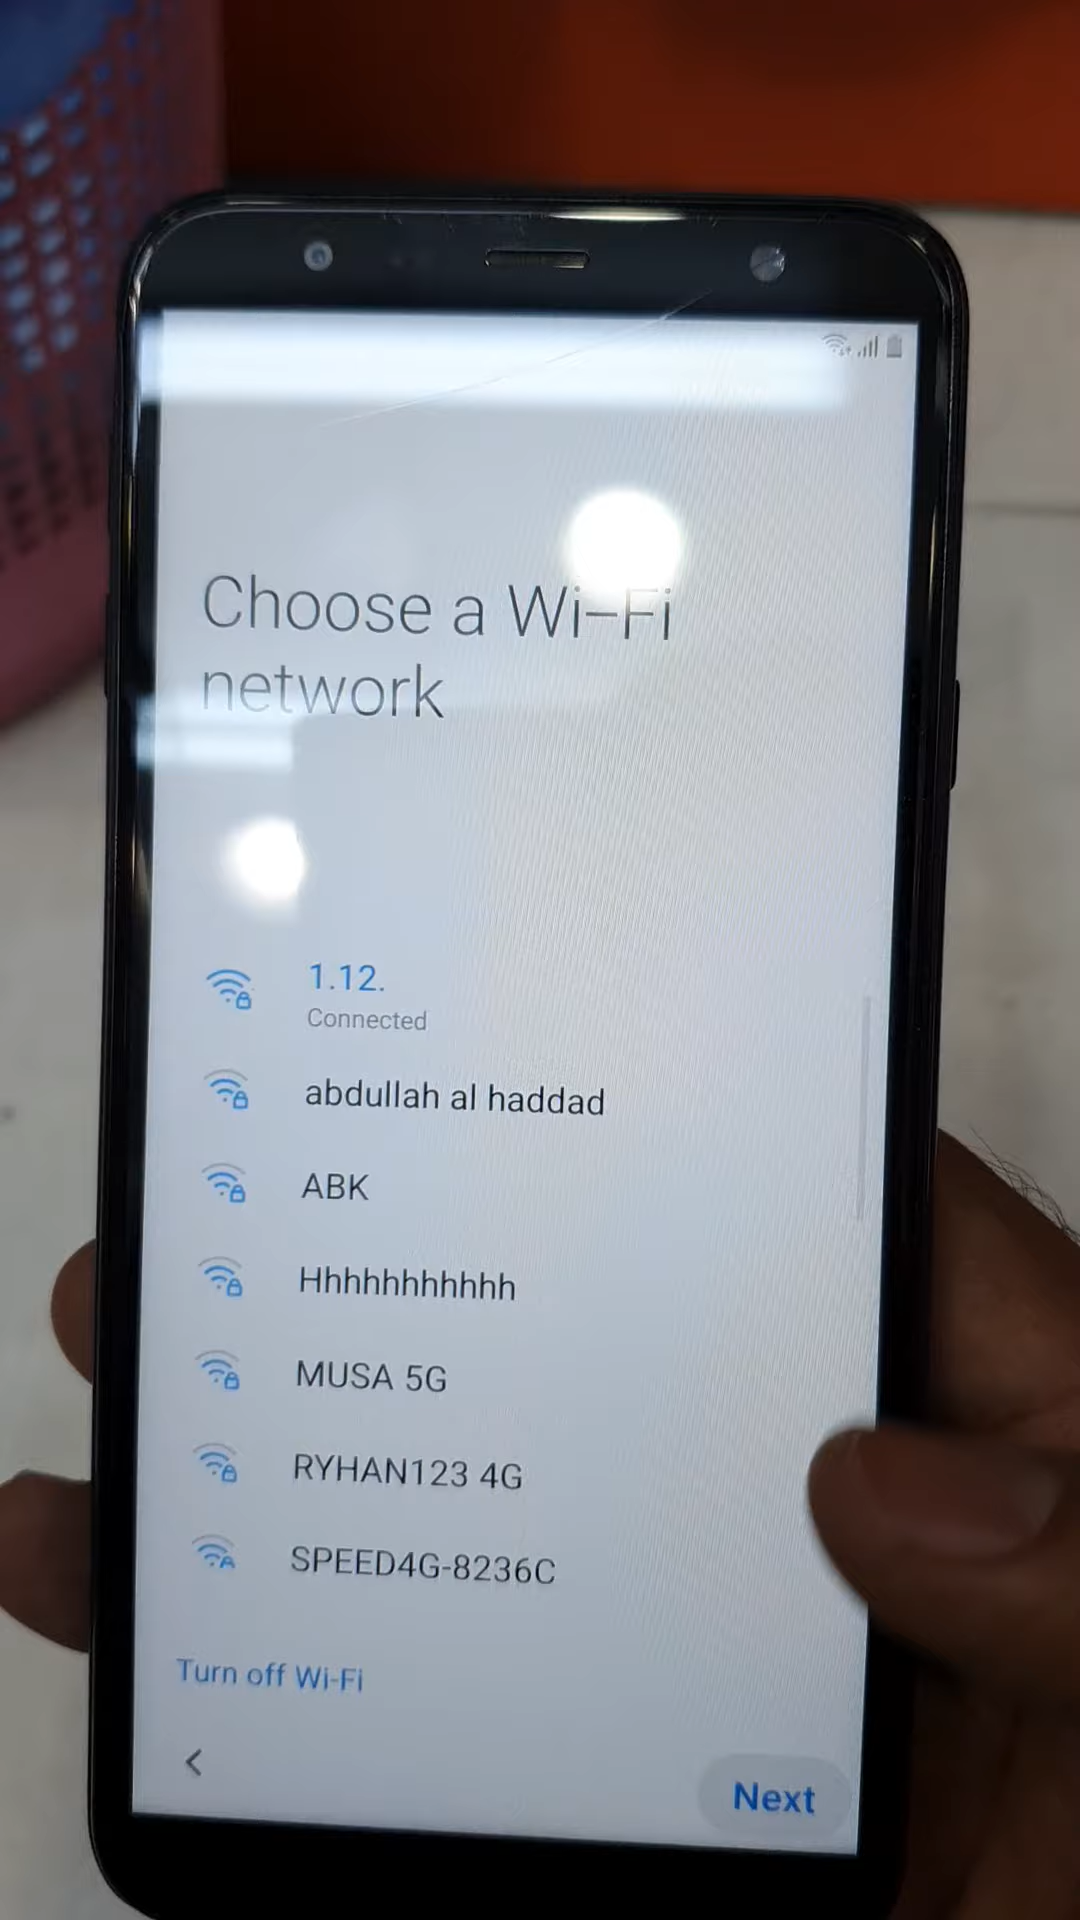 Choose a Wi-Fi
network
1.12.
Connected
abdullah al haddad
ABK
Hhhhhhhhhhh
MUSA 5G
RYHAN123 4G
SPEED4G-8236C
Turn off Wi-Fi
Next